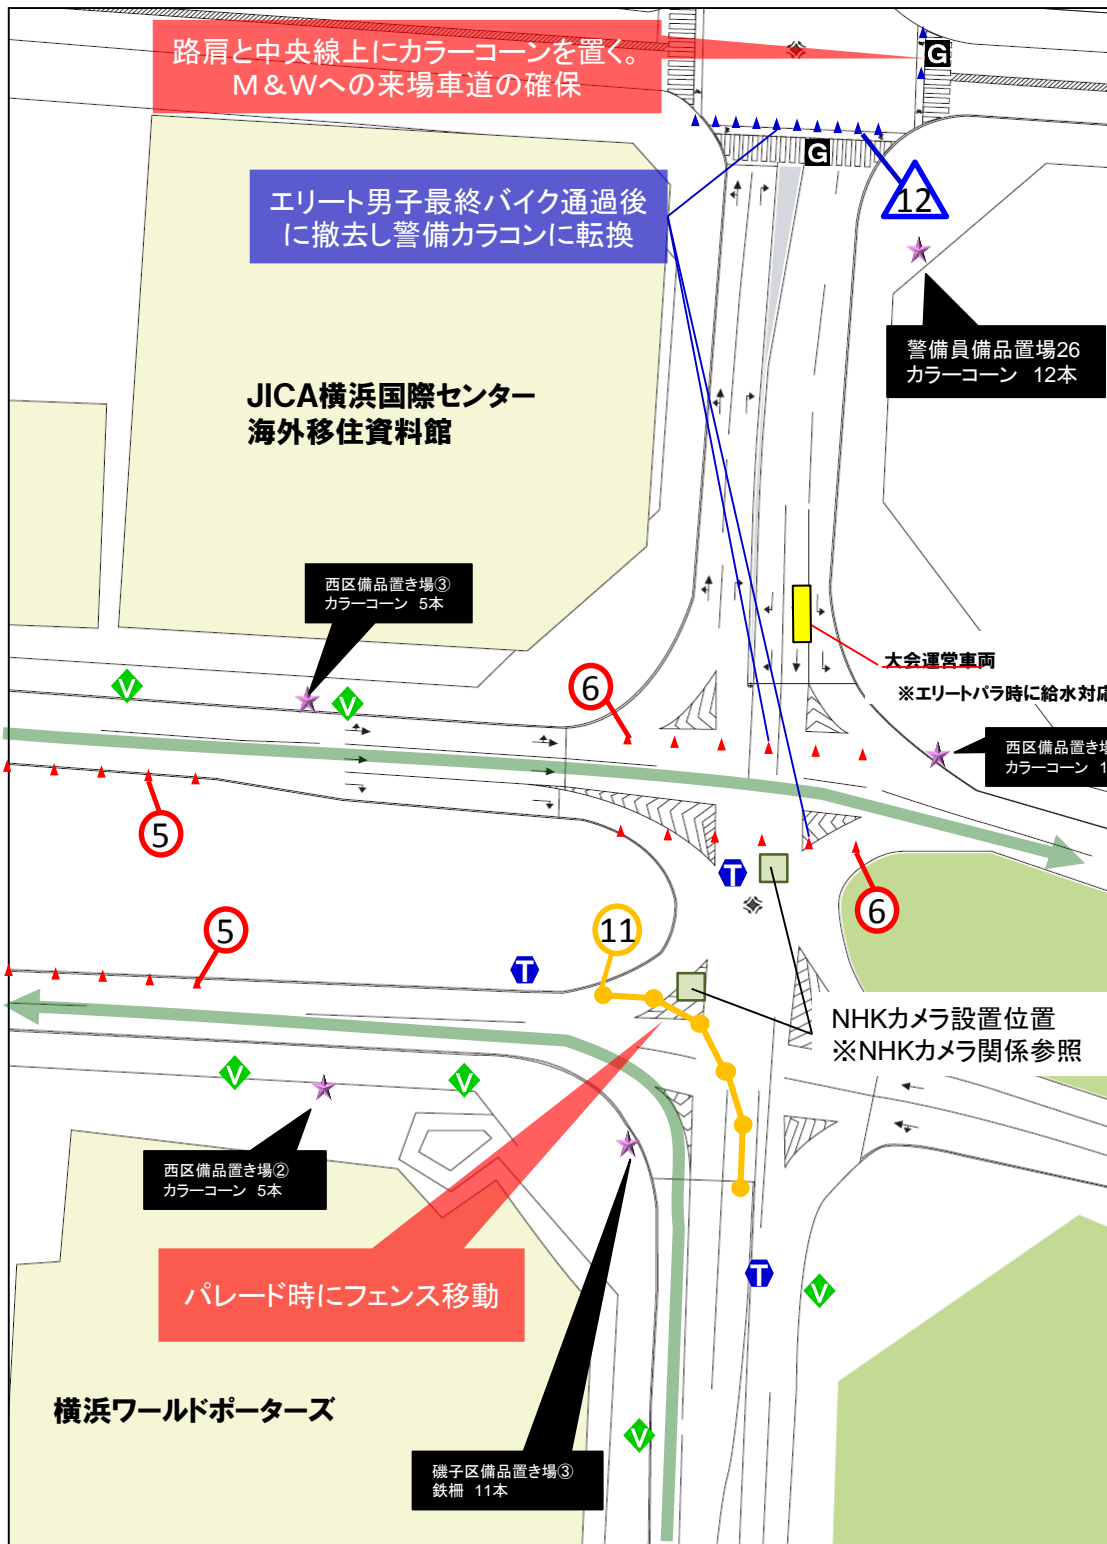 路肩と中央線上にカラーコーンを置く。
M&Wへの来場車道の確保
G
G
エリート男子最終バイク通過後
に撤去し警備カラコンに転換
12
警備員備品置場26
カラーコーン 12本
JICA横浜国際センター
海外移住資料館
西区備品置き場③
カラーコーン 5本
大会運営車両
※エリートパラ時に給水対応
V
V
6
西区備品置き場
カラーコーン 1
5
T
6
5
11
T
NHKカメラ設置位置
※NHKカメラ関係参照
V
V
西区備品置き場②
カラーコーン 5本
パレード時にフェンス移動
T
V
横浜ワールドポーターズ
V
磯子区備品置き場③
鉄柵 11本